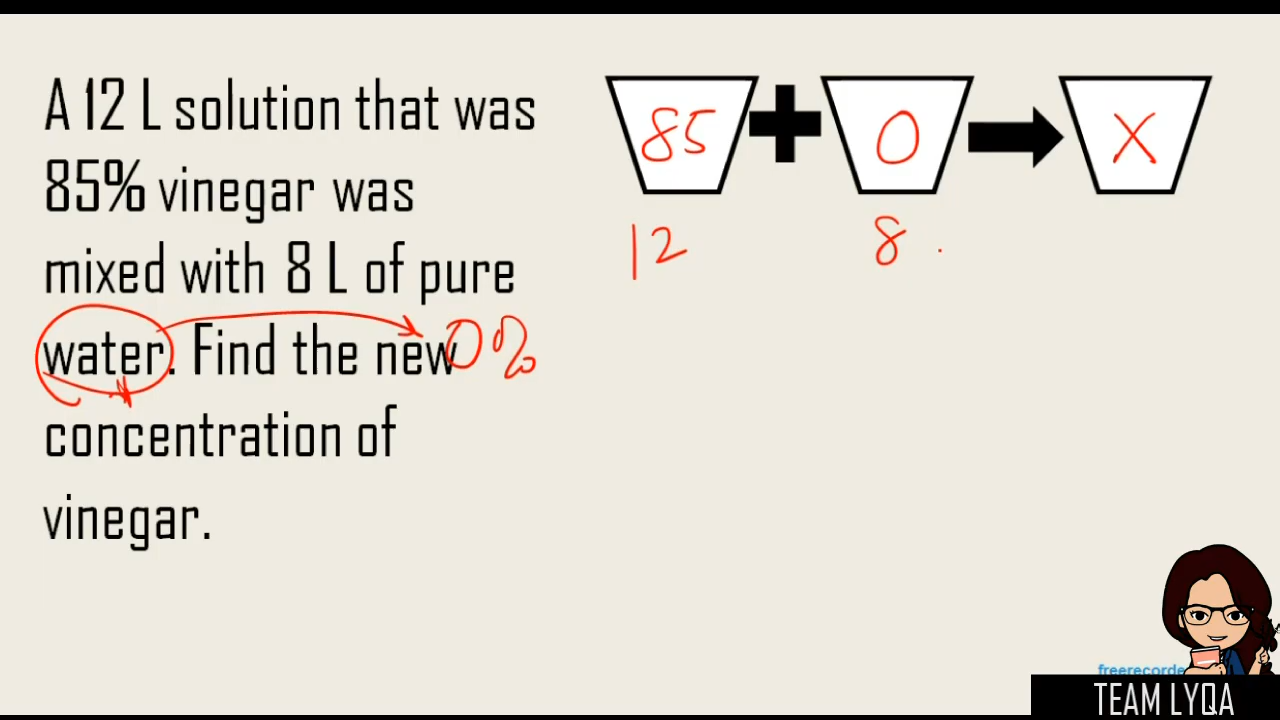 A 12 L solution that was
85% vinegar was
mixed with 8 L of pure
water. Find the new 0%
concentration of
vinegar.
85 + 0 X
12 8
freerecorde
TEAM LYQA